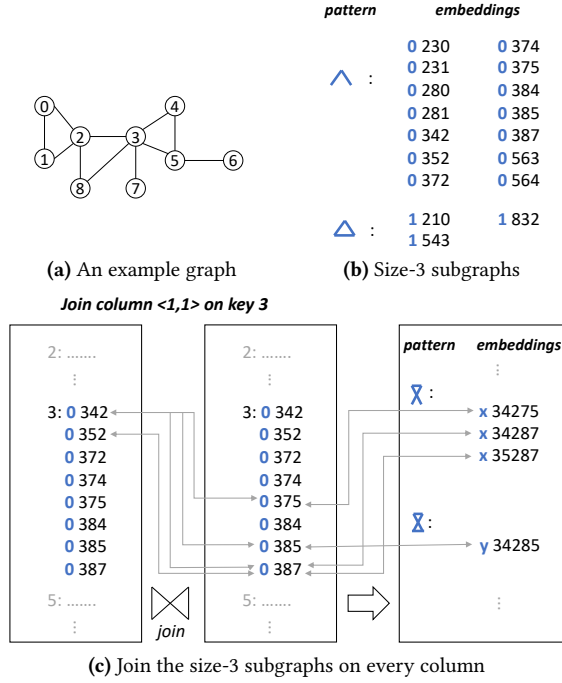 pattern embeddings
0 230 0 374
0 231 0 375
: 0 280 0 384
0 281 0 385
0 342 0 387
0 352 0 563
0 372 0 564
: 1 210 1 832
1 543
0
1
2
3
4
5
6
7
8
(a) An example graph
(b) Size-3 subgraphs
Join column <1,1> on key 3
2: .......
⋮
3: 0 342
0 352
0 372
0 374
0 375
0 384
0 385
0 387
5: ......
⋮
join
2: .......
⋮
3: 0 342
0 352
0 372
0 374
0 375
0 384
0 385
0 387
5: ......
⋮
pattern embeddings
⋮
:
x 34275
x 34287
x 35287
:
y 34285
⋮
(c) Join the size-3 subgraphs on every column